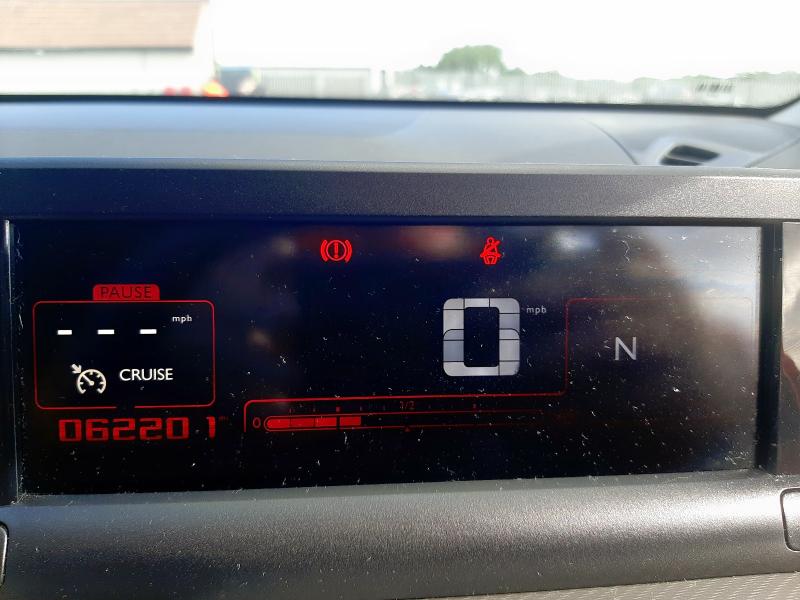 PAUSE
- - - mph
CRUISE
0 mph
N
062201
0 1/2